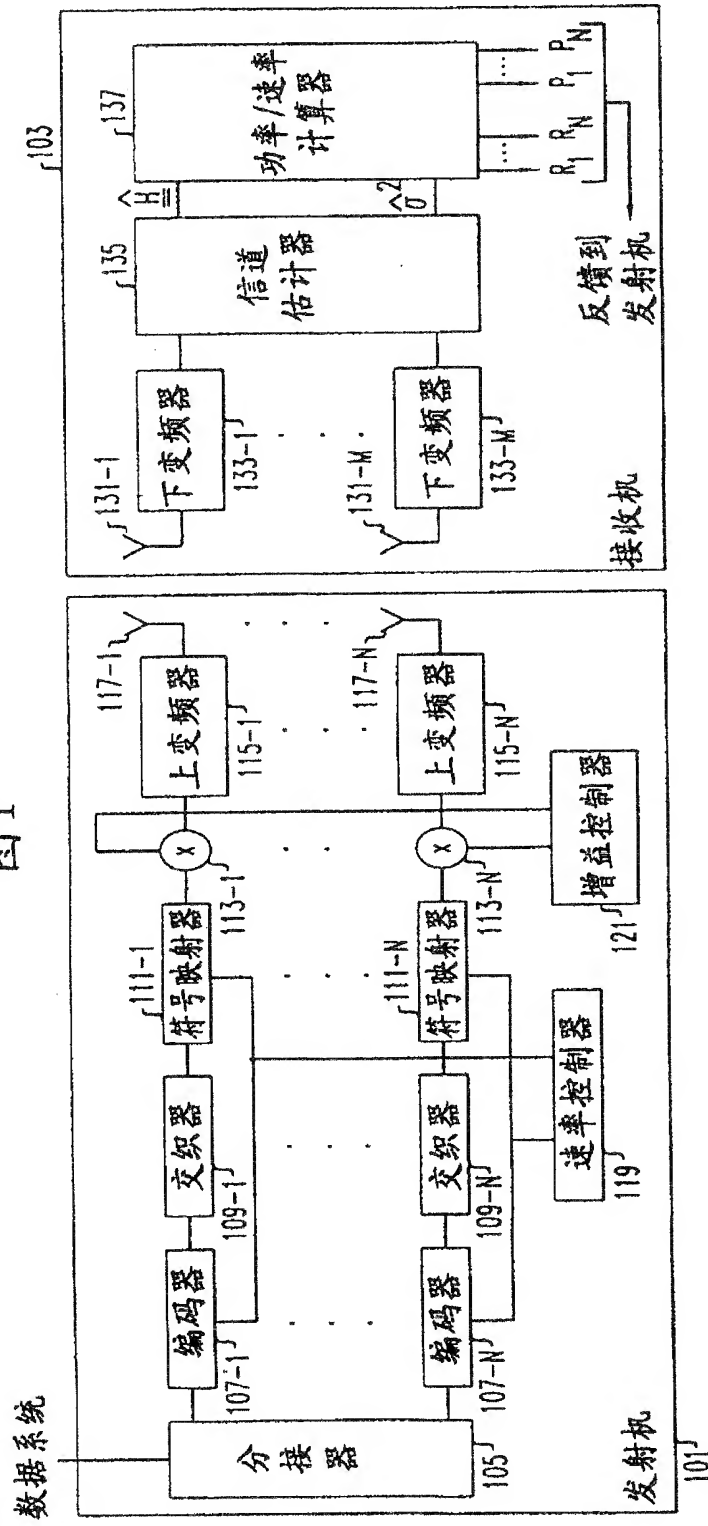 图 1
数据系统
分接器
105
编码器
107-1
交织器
109-1
111-1
符号映射器
X
113-1
上变频器
115-1
117-1
编码器
107-N
交织器
109-N
111-N
符号映射器
X
113-N
上变频器
115-N
117-N
速率控制器
119
增益控制器
121
发射机
101
103
131-1
下变频器
133-1
131-M
下变频器
133-M
135
信道
估计器
Ĥ
σ̂²
137
功率/速率
计算器
R₁ ... R_N P₁ ... P_N
反馈到
发射机
接收机